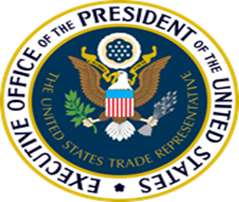 EXECUTIVE OFFICE OF THE PRESIDENT OF THE UNITED STATES
THE UNITED STATES TRADE REPRESENTATIVE